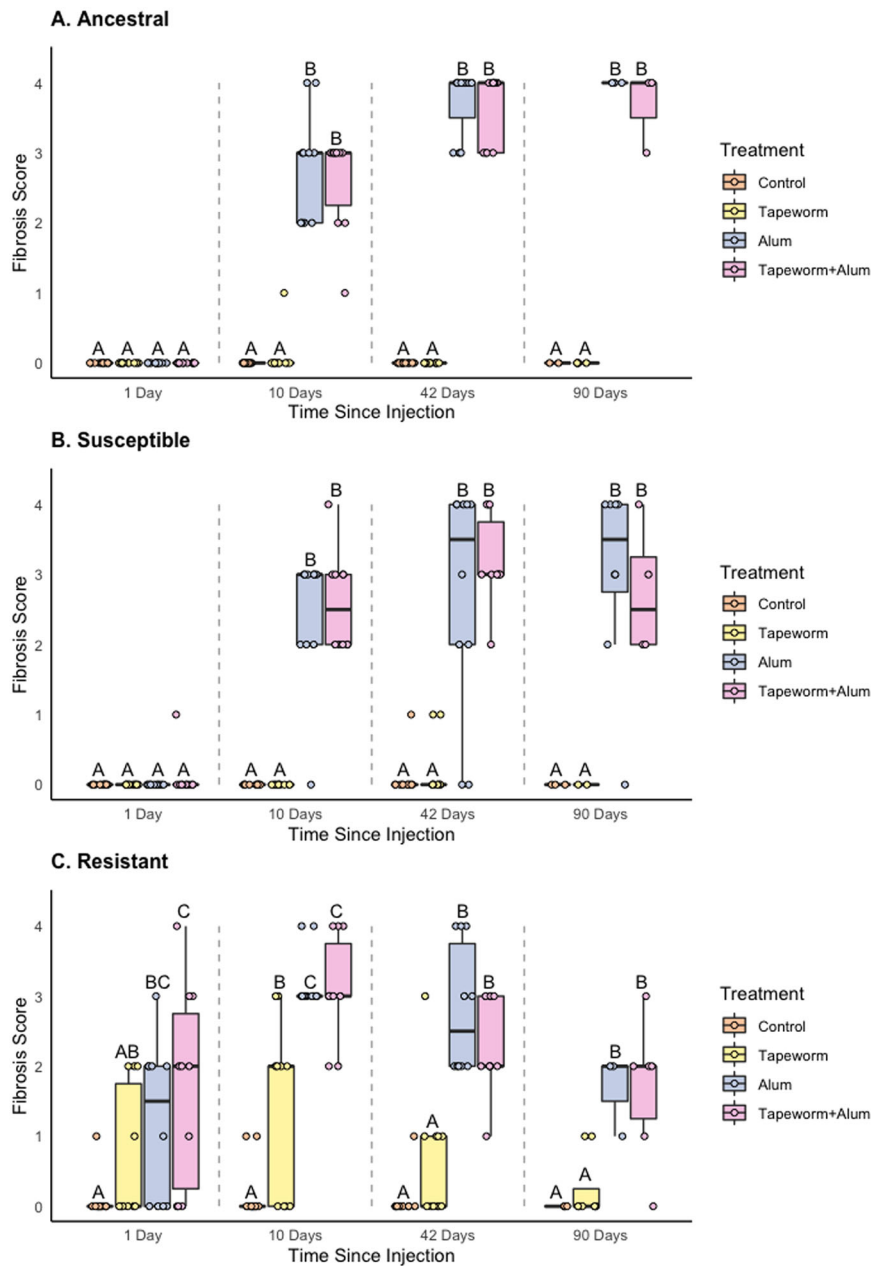 A. Ancestral
Fibrosis Score
4
3
2
1
0
B
B
B B
B B
A A A A
A A
A A
A A
1 Day 10 Days 42 Days 90 Days
Time Since Injection
Treatment
Control
Tapeworm
Alum
Tapeworm+Alum
B. Susceptible
Fibrosis Score
4
3
2
1
0
B
B
B B
B B
A A A A
A A
A A
A A
1 Day 10 Days 42 Days 90 Days
Time Since Injection
Treatment
Control
Tapeworm
Alum
Tapeworm+Alum
C. Resistant
Fibrosis Score
4
3
2
1
0
A AB BC C
A B C C
A A B B
A A B B
1 Day 10 Days 42 Days 90 Days
Time Since Injection
Treatment
Control
Tapeworm
Alum
Tapeworm+Alum